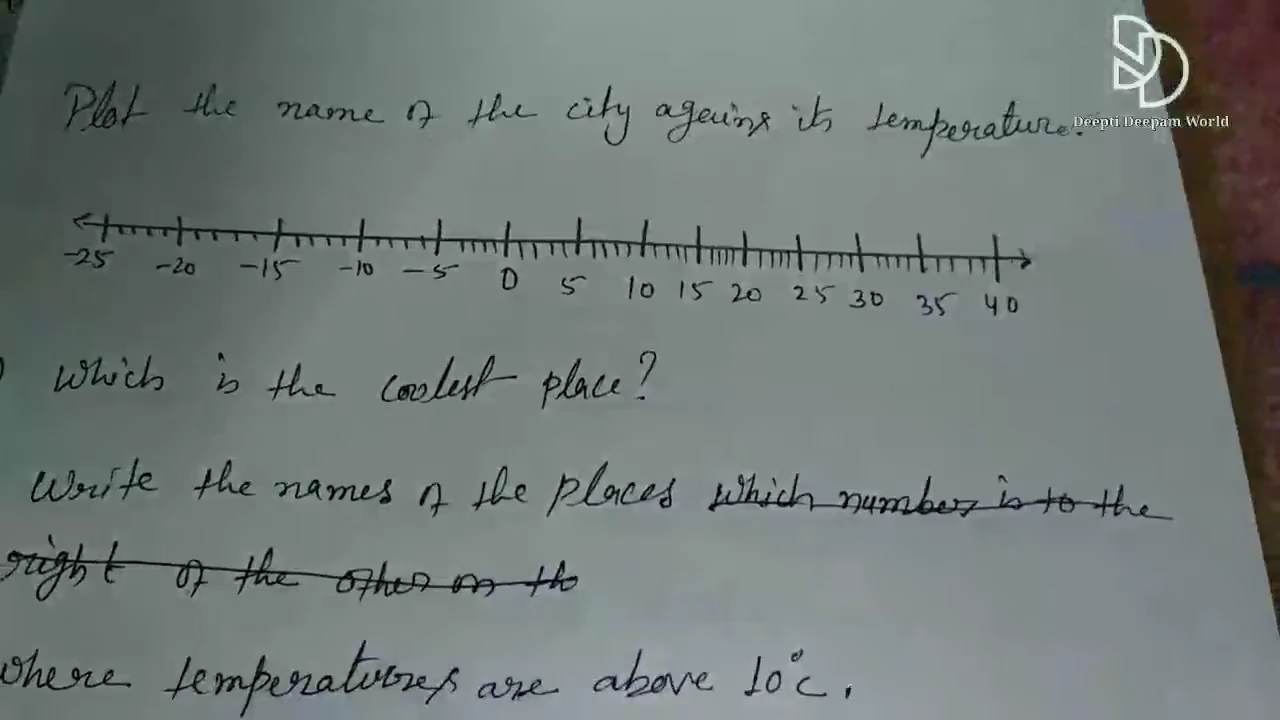 Plot the name of the city against its temperature.
Deepti Deepam World
-25 -20 -15 -10 -5 0 5 10 15 20 25 30 35 40
) Which is the coolest place?
Write the names of the places which number is to the
right of the other on th
where temperatures are above 10°C.